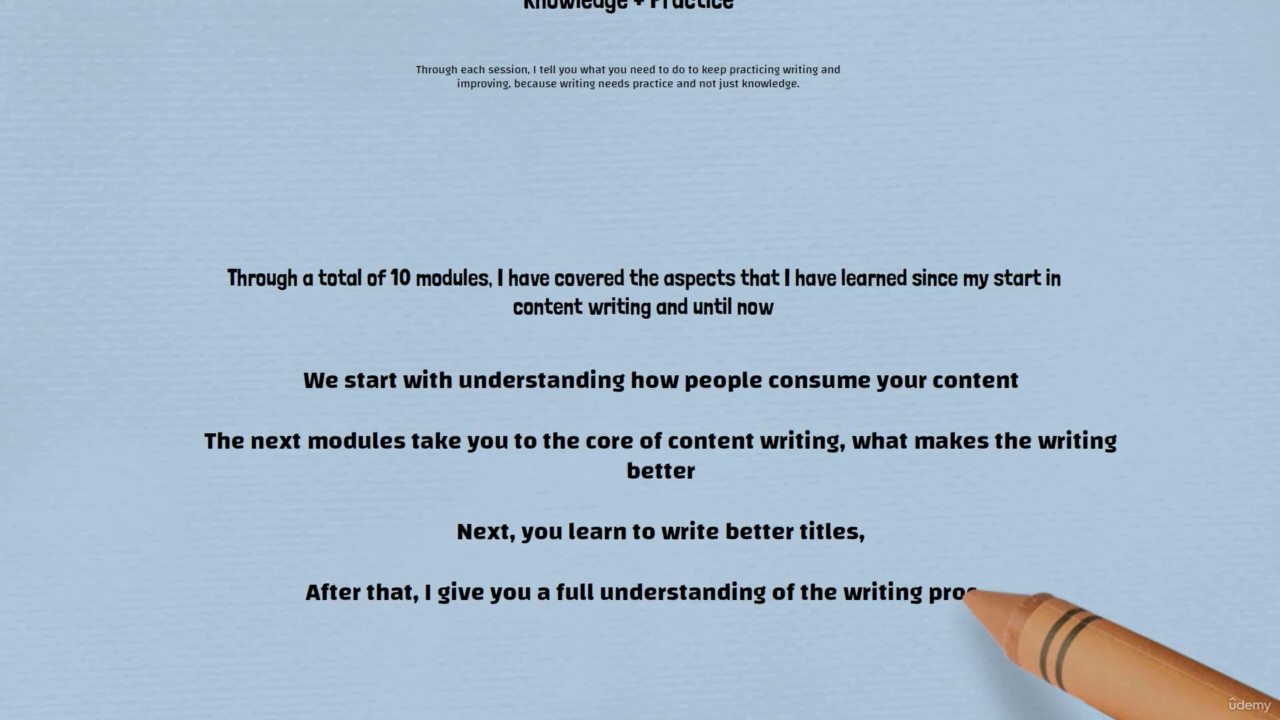 Knowledge + Practice
Through each session, I tell you what you need to do to keep practicing writing and
improving, because writing needs practice and not just knowledge.
Through a total of 10 modules, I have covered the aspects that I have learned since my start in
content writing and until now
We start with understanding how people consume your content
The next modules take you to the core of content writing, what makes the writing
better
Next, you learn to write better titles,
After that, I give you a full understanding of the writing
udemy